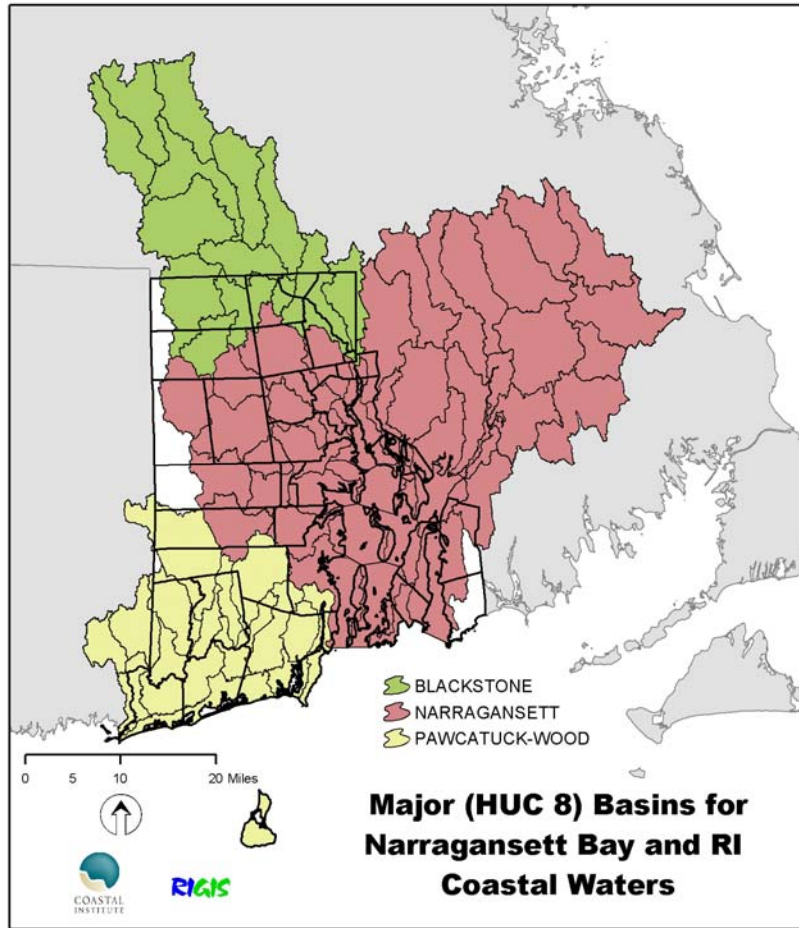 BLACKSTONE
NARRAGANSETT
PAWCATUCK-WOOD
0 5 10 20 Miles
Major (HUC 8) Basins for
Narragansett Bay and RI
Coastal Waters
COASTAL
INSTITUTE
RIGIS